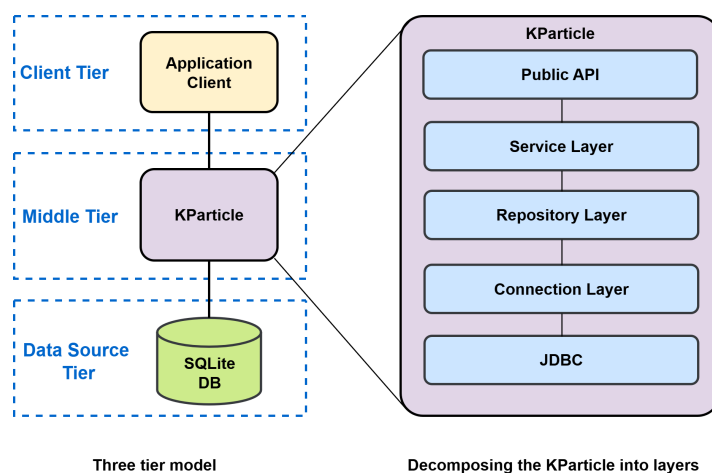 Client Tier
Application
Client
Middle Tier
KParticle
Data Source
Tier
SQLite
DB
Three tier model
KParticle
Public API
Service Layer
Repository Layer
Connection Layer
JDBC
Decomposing the KParticle into layers